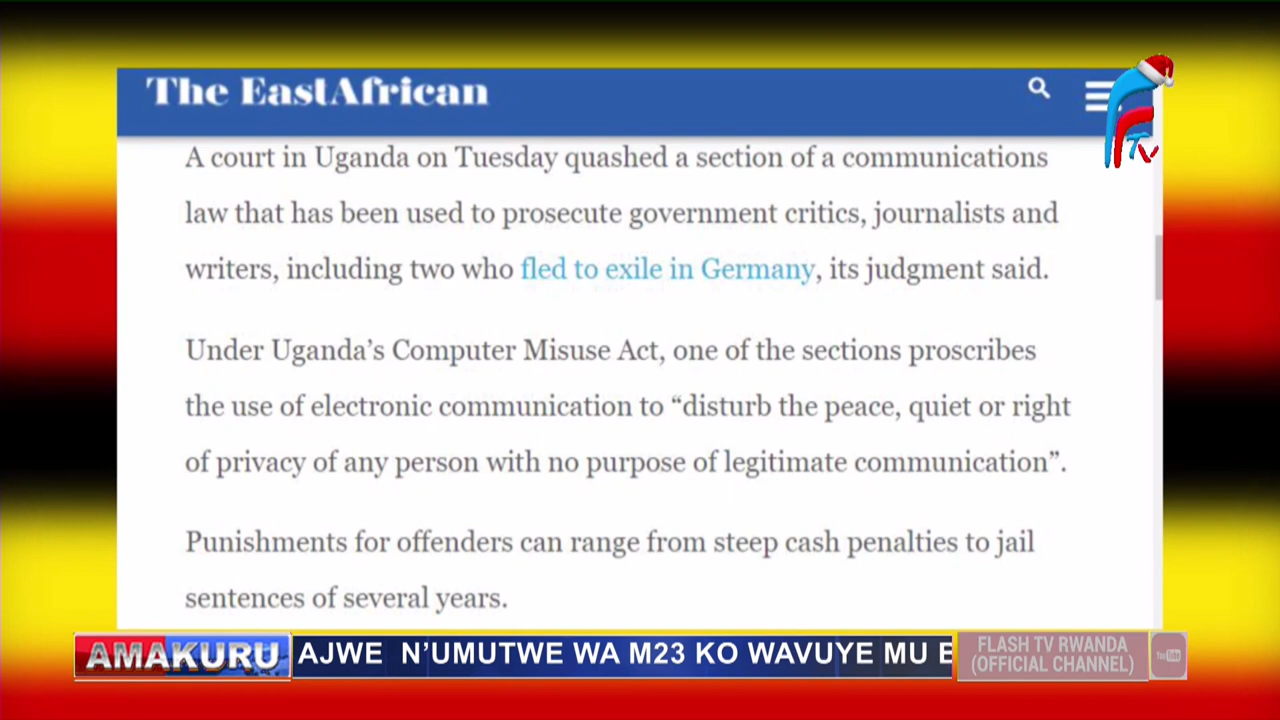 The EastAfrican
A court in Uganda on Tuesday quashed a section of a communications
law that has been used to prosecute government critics, journalists and
writers, including two who fled to exile in Germany, its judgment said.
Under Uganda’s Computer Misuse Act, one of the sections proscribes
the use of electronic communication to “disturb the peace, quiet or right
of privacy of any person with no purpose of legitimate communication”.
Punishments for offenders can range from steep cash penalties to jail
sentences of several years.
TV
AMAKURU
AJWE N’UMUTWE WA M23 KO WAVUYE MU
FLASH TV RWANDA
(OFFICIAL CHANNEL)
You Tube